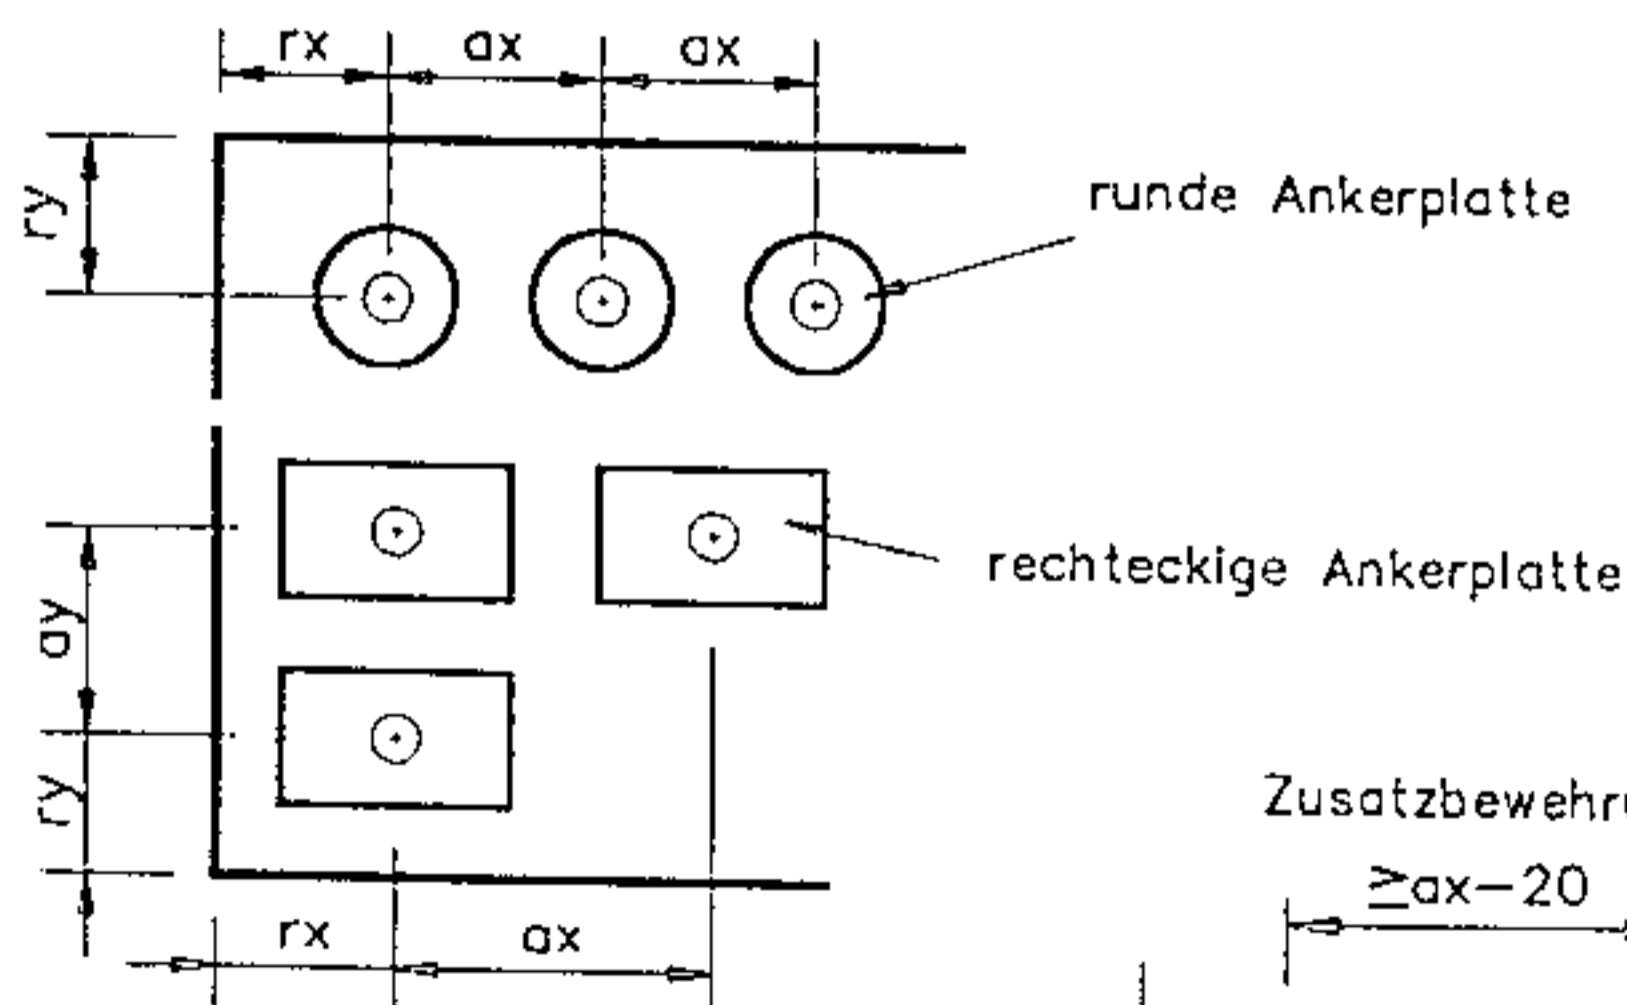 rx ax ax
ry
runde Ankerplatte
rechteckige Ankerplatte
ay
ry
rx ax
≥ax-20